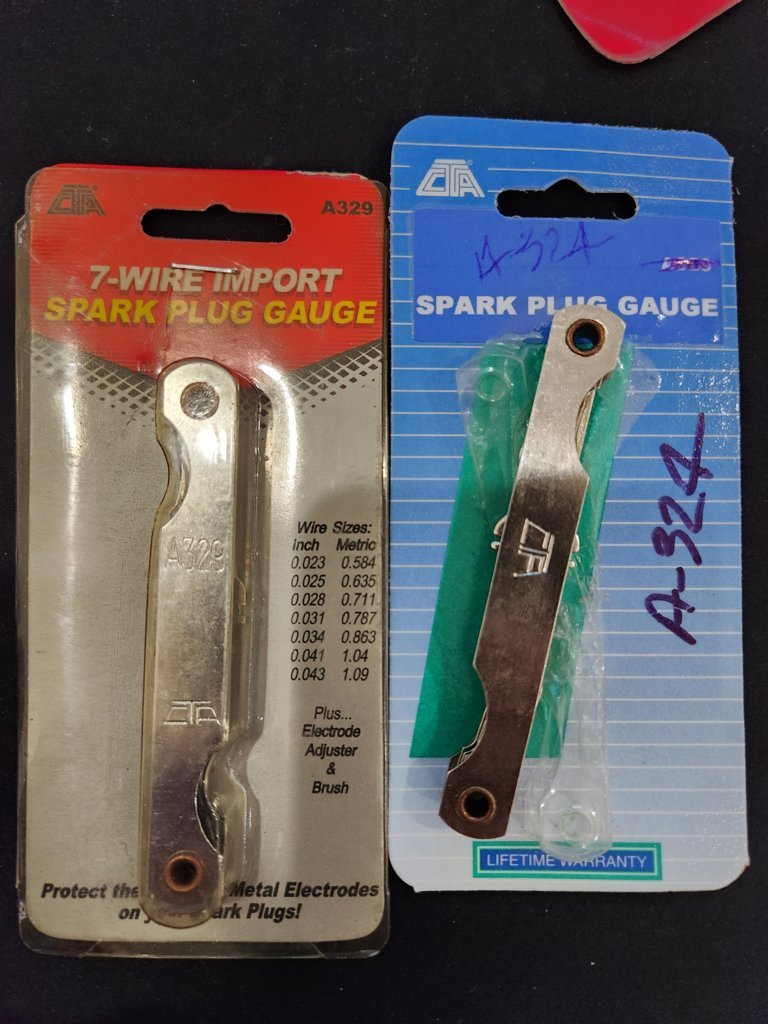 CTA
A329
7-WIRE IMPORT
SPARK PLUG GAUGE
A329
CTA
Wire Sizes:
Inch Metric
0.023 0.584
0.025 0.635
0.028 0.711
0.031 0.787
0.034 0.863
0.041 1.04
0.043 1.09
Plus...
Electrode
Adjuster
&
Brush
Protect the Metal Electrodes
on Plugs!
CTA
A-324
SPARK PLUG GAUGE
CTA
A-324
LIFETIME WARRANTY